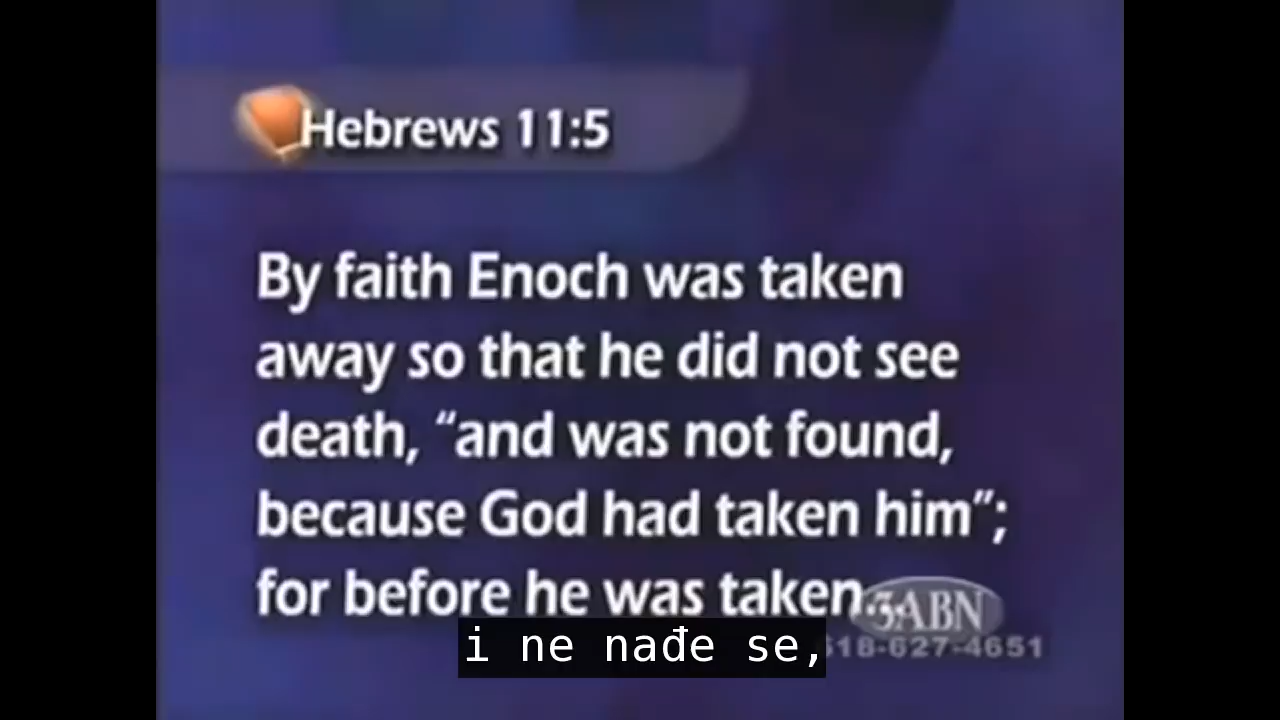 Hebrews 11:5
By faith Enoch was taken
away so that he did not see
death, “and was not found,
because God had taken him”;
for before he was taken...
3ABN
618-627-4651
i ne nađe se,